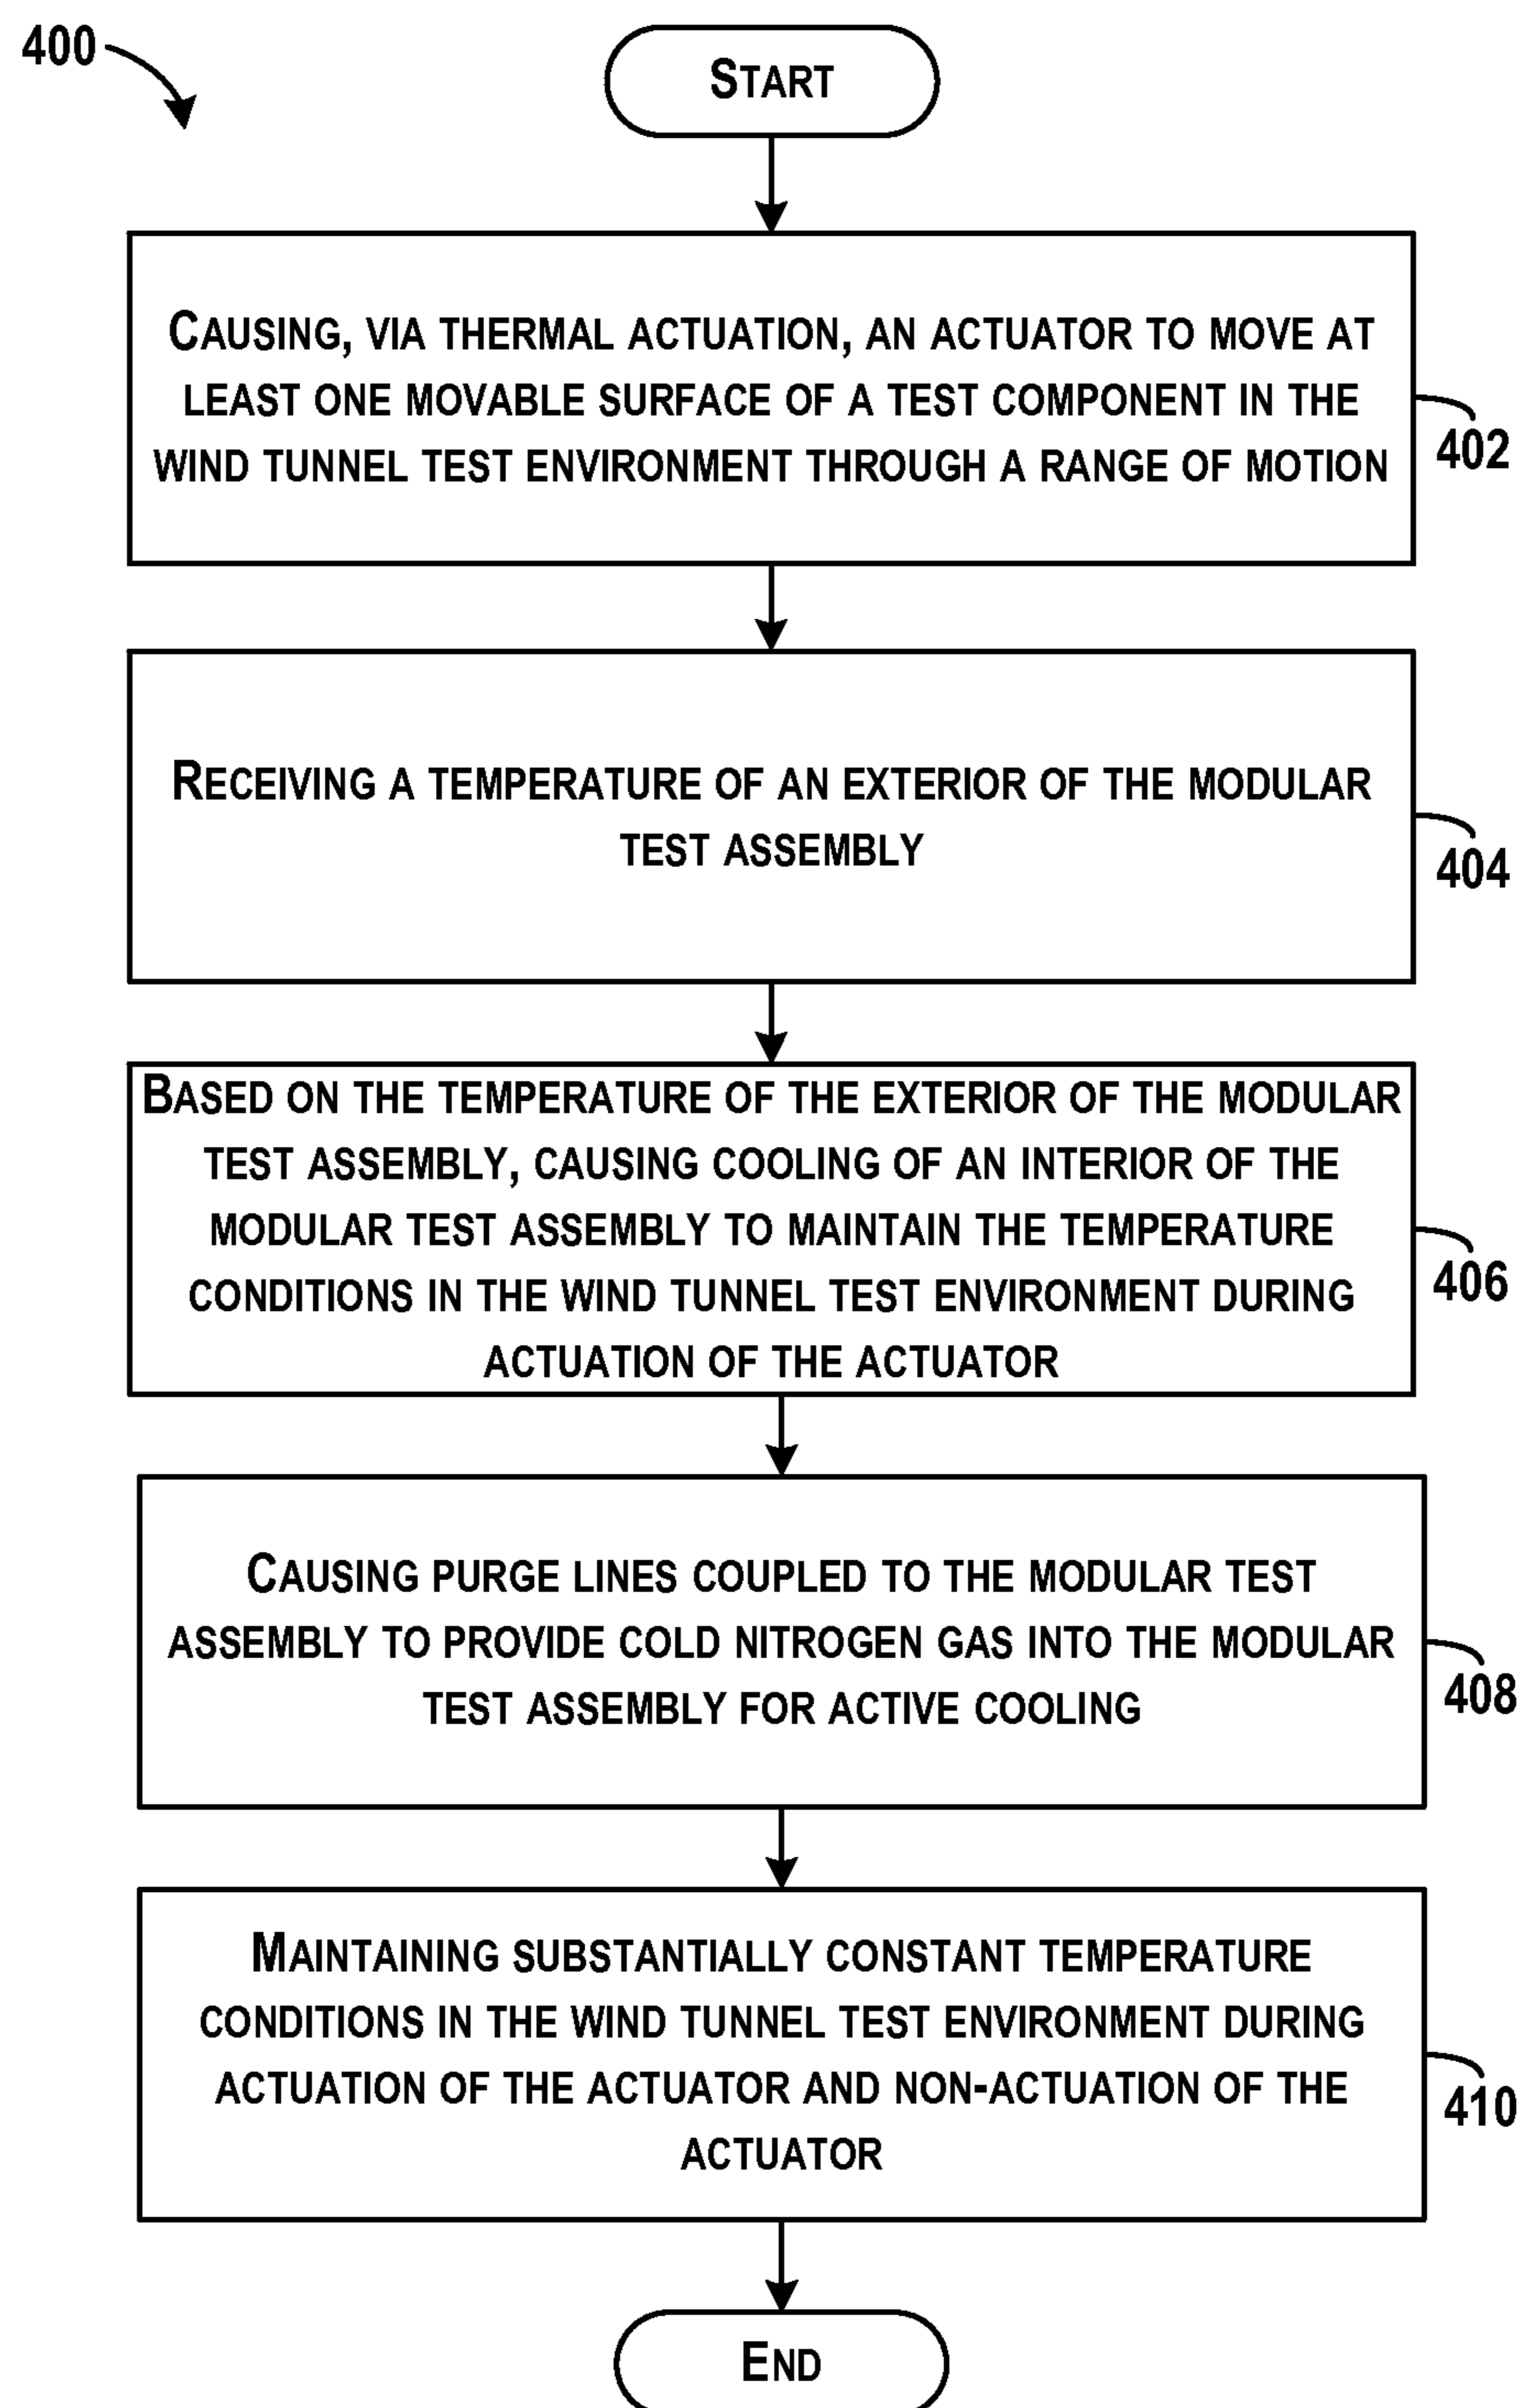 400
START
CAUSING, VIA THERMAL ACTUATION, AN ACTUATOR TO MOVE AT
LEAST ONE MOVABLE SURFACE OF A TEST COMPONENT IN THE
WIND TUNNEL TEST ENVIRONMENT THROUGH A RANGE OF MOTION
402
RECEIVING A TEMPERATURE OF AN EXTERIOR OF THE MODULAR
TEST ASSEMBLY
404
BASED ON THE TEMPERATURE OF THE EXTERIOR OF THE MODULAR
TEST ASSEMBLY, CAUSING COOLING OF AN INTERIOR OF THE
MODULAR TEST ASSEMBLY TO MAINTAIN THE TEMPERATURE
CONDITIONS IN THE WIND TUNNEL TEST ENVIRONMENT DURING
ACTUATION OF THE ACTUATOR
406
CAUSING PURGE LINES COUPLED TO THE MODULAR TEST
ASSEMBLY TO PROVIDE COLD NITROGEN GAS INTO THE MODULAR
TEST ASSEMBLY FOR ACTIVE COOLING
408
MAINTAINING SUBSTANTIALLY CONSTANT TEMPERATURE
CONDITIONS IN THE WIND TUNNEL TEST ENVIRONMENT DURING
ACTUATION OF THE ACTUATOR AND NON-ACTUATION OF THE
ACTUATOR
410
END